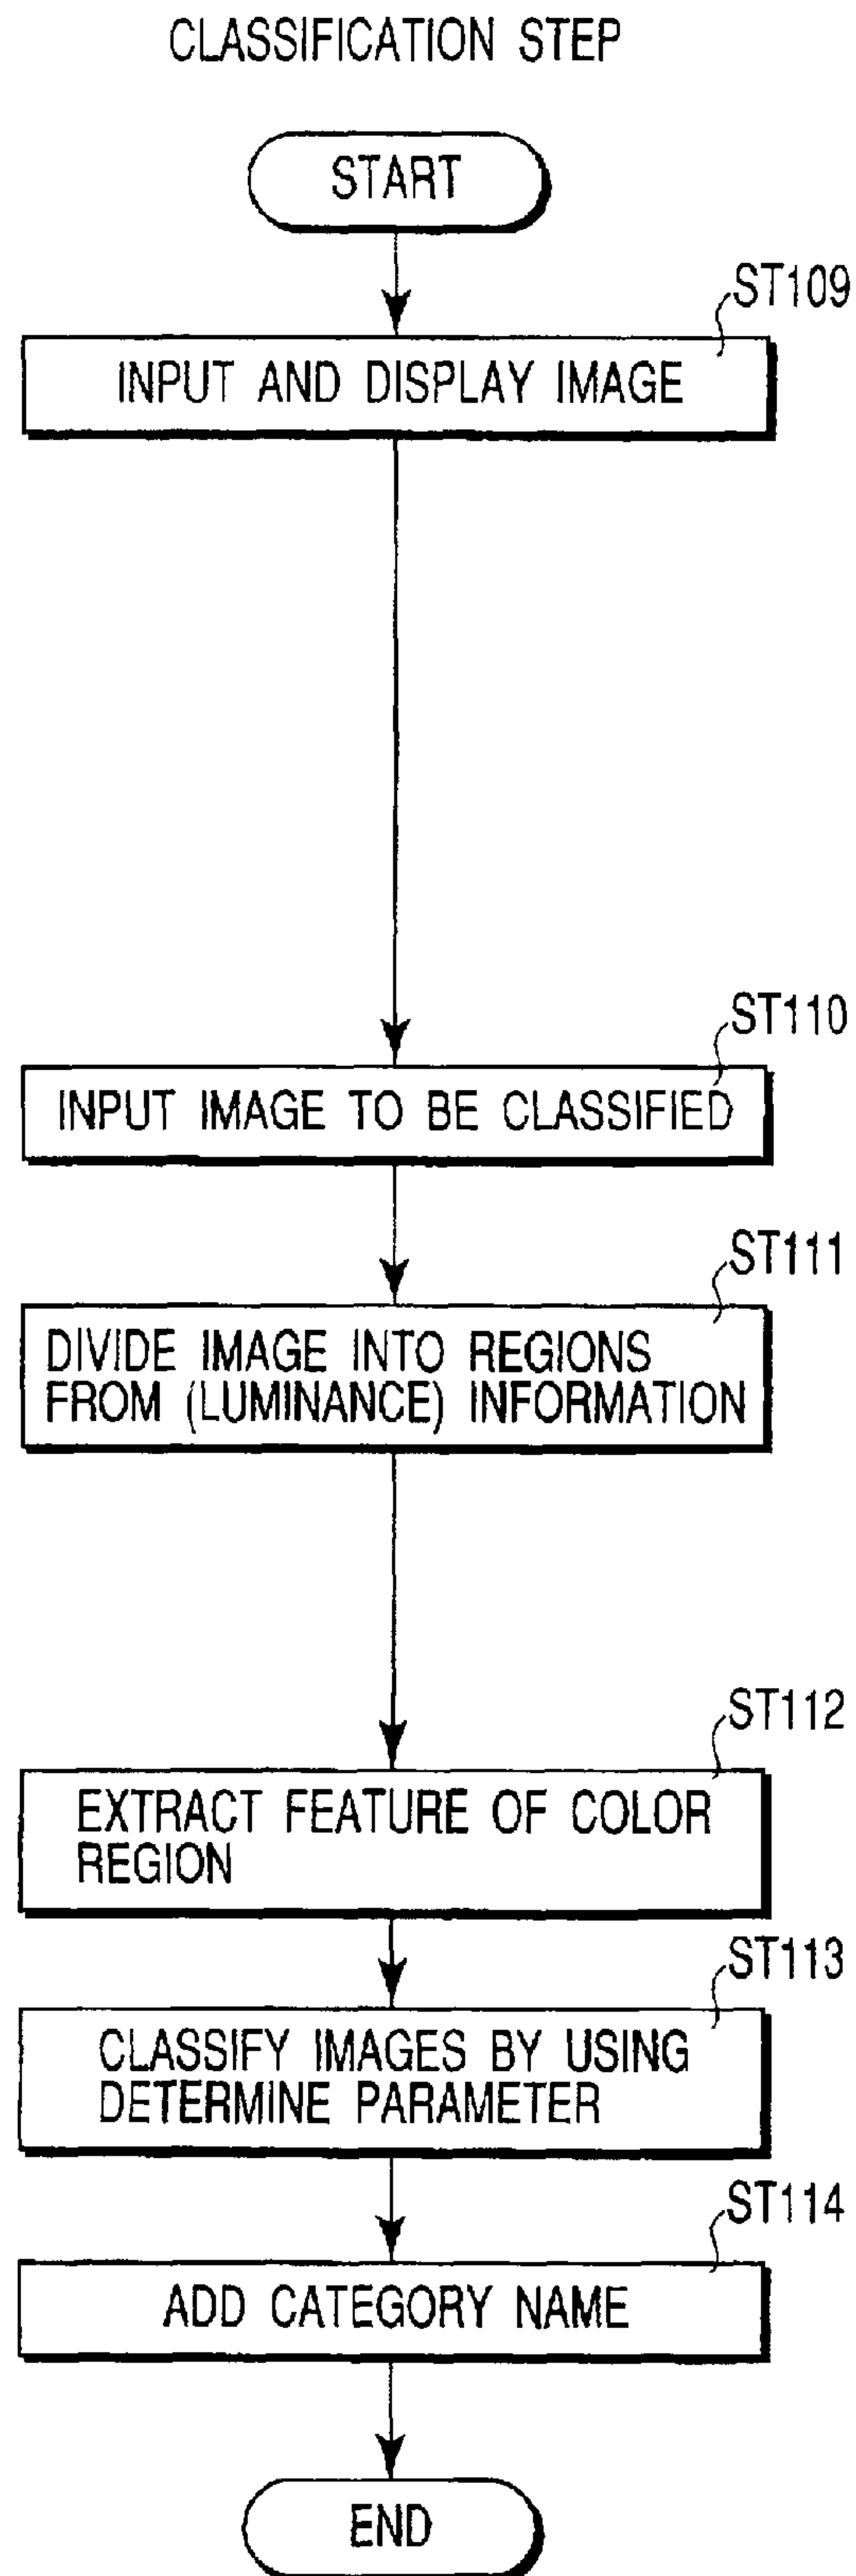 CLASSIFICATION STEP
START
ST109
INPUT AND DISPLAY IMAGE
ST110
INPUT IMAGE TO BE CLASSIFIED
ST111
DIVIDE IMAGE INTO REGIONS
FROM (LUMINANCE) INFORMATION
ST112
EXTRACT FEATURE OF COLOR
REGION
ST113
CLASSIFY IMAGES BY USING
DETERMINE PARAMETER
ST114
ADD CATEGORY NAME
END